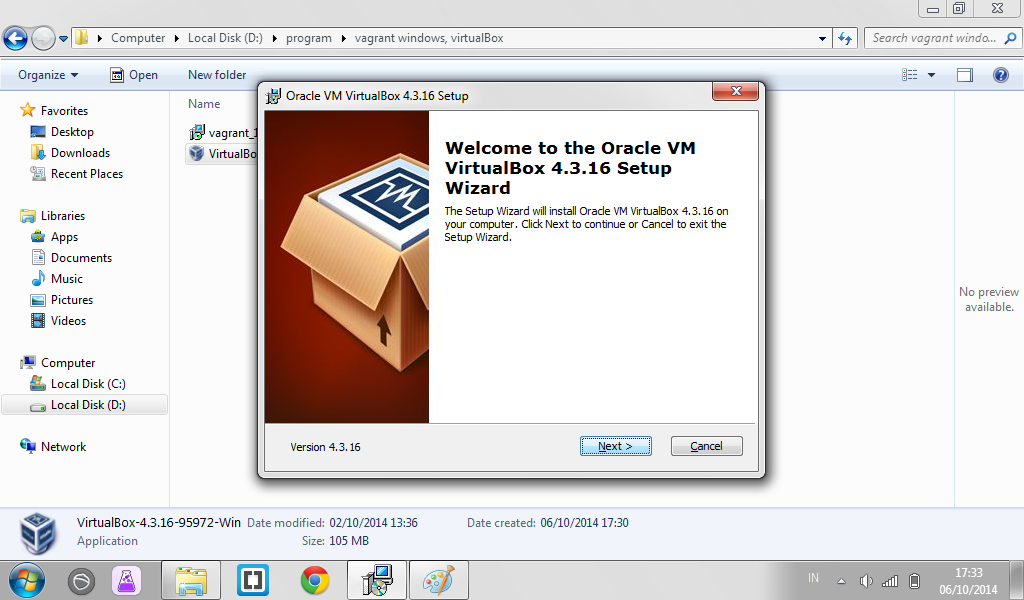 Computer Local Disk (D:) program vagrant windows, virtualBox
Search vagrant windo...
Organize Open New folder
Name
vagrant_1
VirtualBo
Favorites
Desktop
Downloads
Recent Places
Libraries
Apps
Documents
Music
Pictures
Videos
Computer
Local Disk (C:)
Local Disk (D:)
Network
Oracle VM VirtualBox 4.3.16 Setup
Welcome to the Oracle VM
VirtualBox 4.3.16 Setup
Wizard
The Setup Wizard will install Oracle VM VirtualBox 4.3.16 on
your computer. Click Next to continue or Cancel to exit the
Setup Wizard.
Version 4.3.16
Next >
Cancel
No preview
available.
VirtualBox-4.3.16-95972-Win Date modified: 02/10/2014 13:36 Date created: 06/10/2014 17:30
Application Size: 105 MB
IN
17:33
06/10/2014